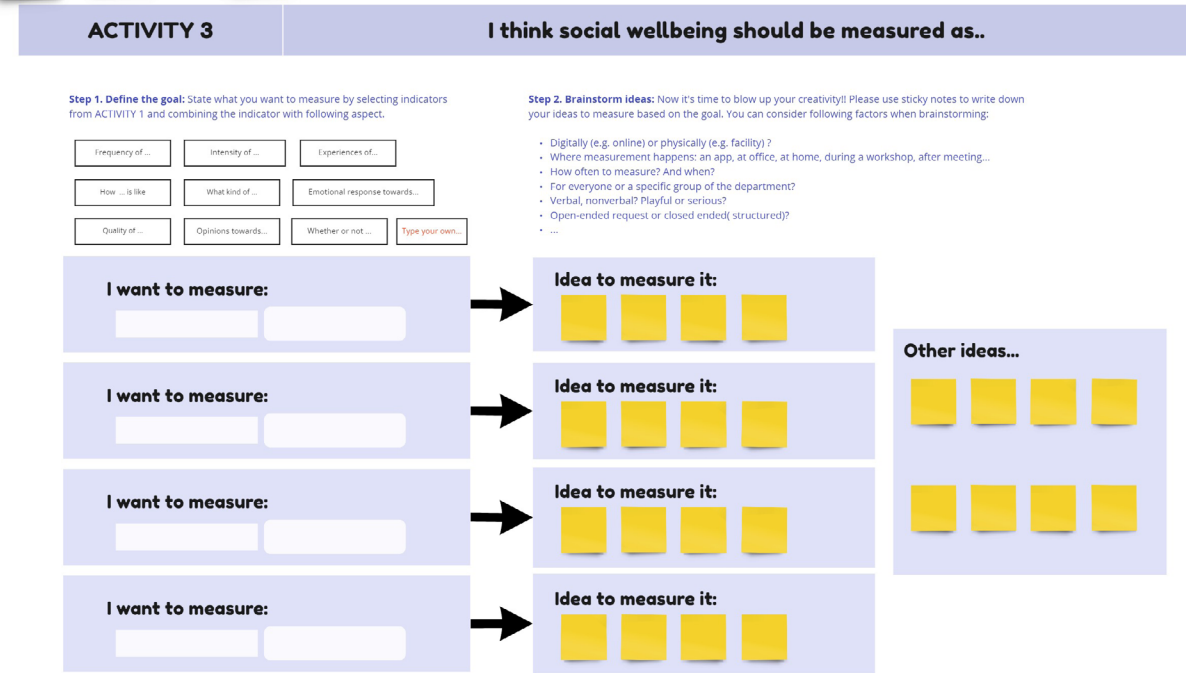 ACTIVITY 3
I think social wellbeing should be measured as..
Step 1. Define the goal: State what you want to measure by selecting indicators
from ACTIVITY 1 and combining the indicator with following aspect.
Frequency of ...
Intensity of ...
Experiences of...
How ... is like
What kind of ...
Emotional response towards...
Quality of ...
Opinions towards...
Whether or not ...
Type your own...
Step 2. Brainstorm ideas: Now it's time to blow up your creativity!! Please use sticky notes to write down
your ideas to measure based on the goal. You can consider following factors when brainstorming:
• Digitally (e.g. online) or physically (e.g. facility) ?
• Where measurement happens: an app, at office, at home, during a workshop, after meeting...
• How often to measure? And when?
• For everyone or a specific group of the department?
• Verbal, nonverbal? Playful or serious?
• Open-ended request or closed ended( structured)?
• ...
I want to measure:
Idea to measure it:
I want to measure:
Idea to measure it:
I want to measure:
Idea to measure it:
I want to measure:
Idea to measure it:
Other ideas...